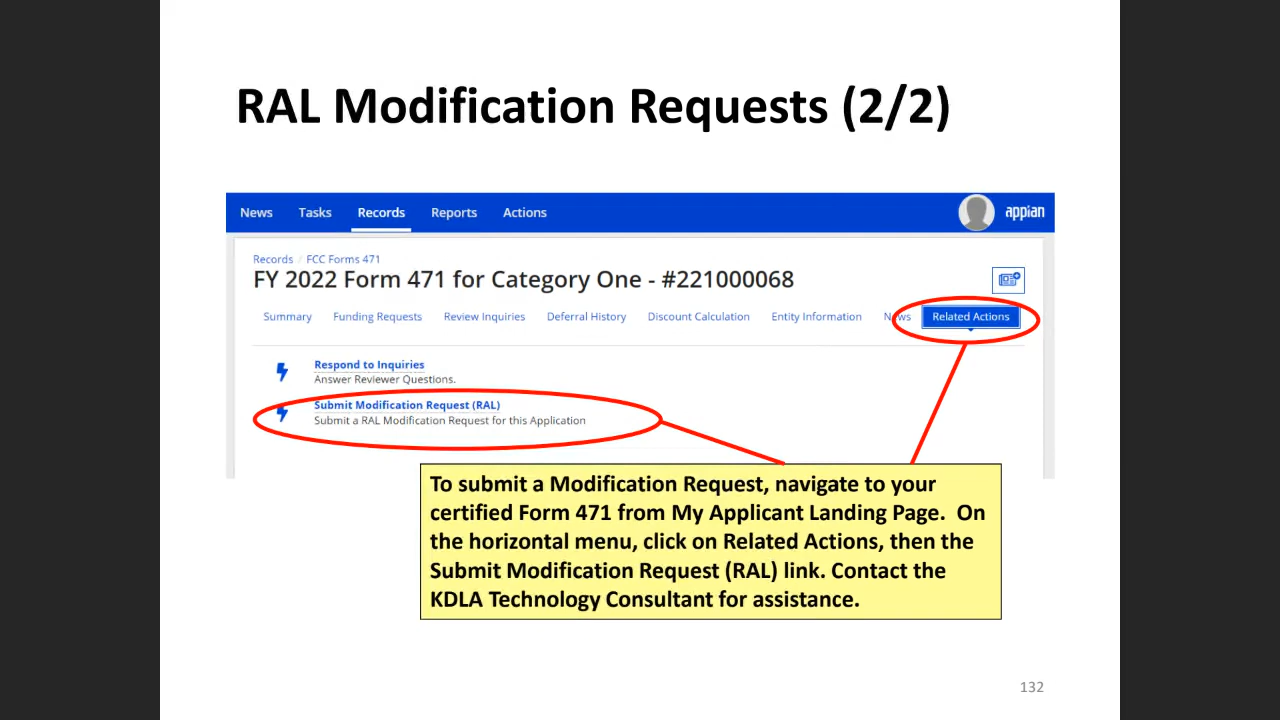 RAL Modification Requests (2/2)
News Tasks Records Reports Actions appian
Records / FCC Forms 471
FY 2022 Form 471 for Category One - #221000068
Summary Funding Requests Review Inquiries Deferral History Discount Calculation Entity Information News Related Actions
Respond to Inquiries
Answer Reviewer Questions.
Submit Modification Request (RAL)
Submit a RAL Modification Request for this Application
To submit a Modification Request, navigate to your
certified Form 471 from My Applicant Landing Page. On
the horizontal menu, click on Related Actions, then the
Submit Modification Request (RAL) link. Contact the
KDLA Technology Consultant for assistance.
132